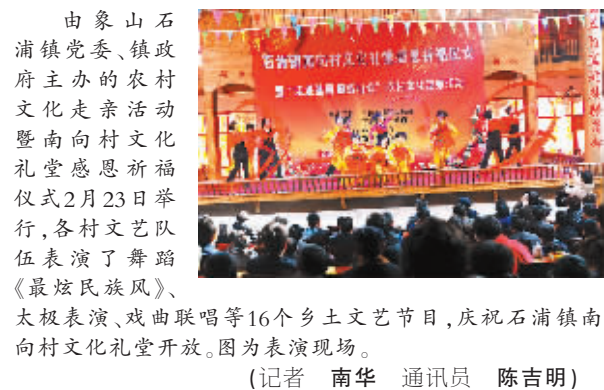 由象山石
浦镇党委、镇政
府主办的农村
文化走亲活动
暨南向村文化
礼堂感恩祈福
仪式2月23日举
行,各村文艺队
伍表演了舞蹈
《最炫民族风》、
太极表演、戏曲联唱等16个乡土文艺节目,庆祝石浦镇南
向村文化礼堂开放。图为表演现场。
(记者 南华 通讯员 陈吉明)